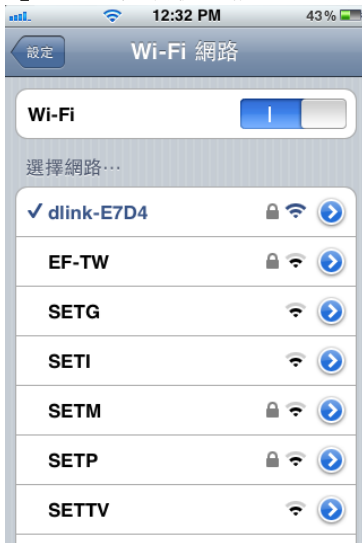 12:32 PM 43%
設定 Wi-Fi 網路
Wi-Fi
選擇網路…
dlink-E7D4
EF-TW
SETG
SETI
SETM
SETP
SETTV